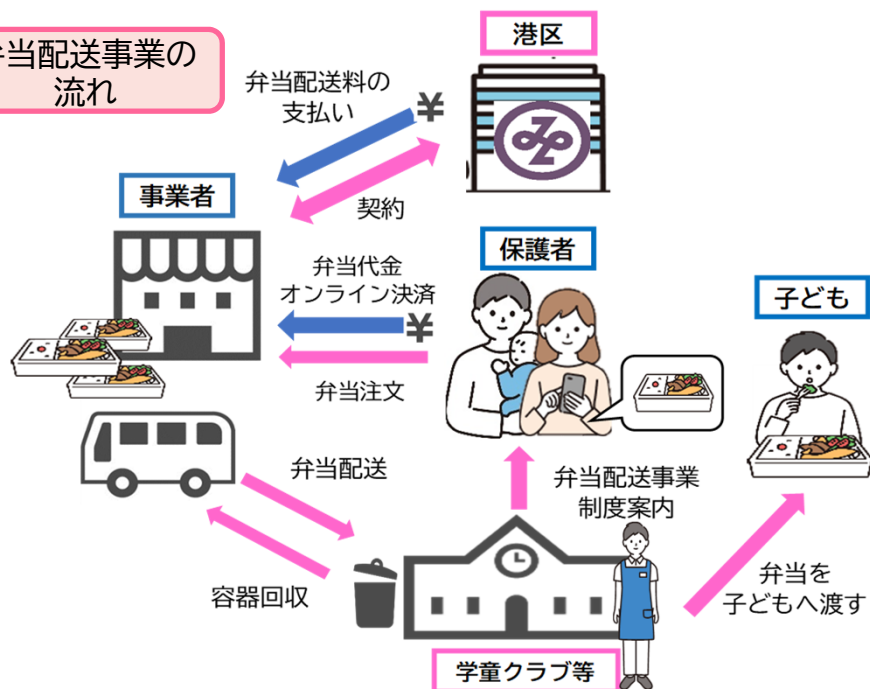 弁当配送事業の
流れ
港区
弁当配送料の
支払い
¥
契約
事業者
保護者
弁当代金
オンライン決済
¥
弁当注文
子ども
弁当配送
弁当配送事業
制度案内
容器回収
弁当を
子どもへ渡す
学童クラブ等